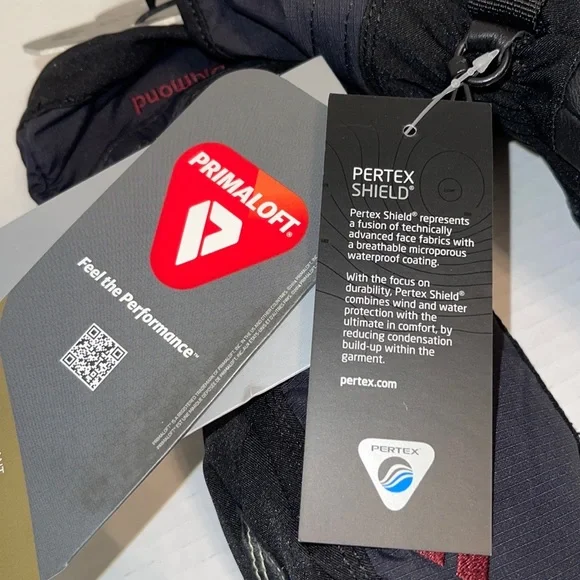 Diamond
PRIMALOFT®
Feel the Performance™
PERTEX
SHIELD®
Pertex Shield® represents
a fusion of technically
advanced face fabrics with
a breathable microporous
waterproof coating.
With the focus on
durability, Pertex Shield®
combines wind and water
protection with the
ultimate in comfort, by
reducing condensation
build-up within the
garment.
pertex.com
PERTEX®